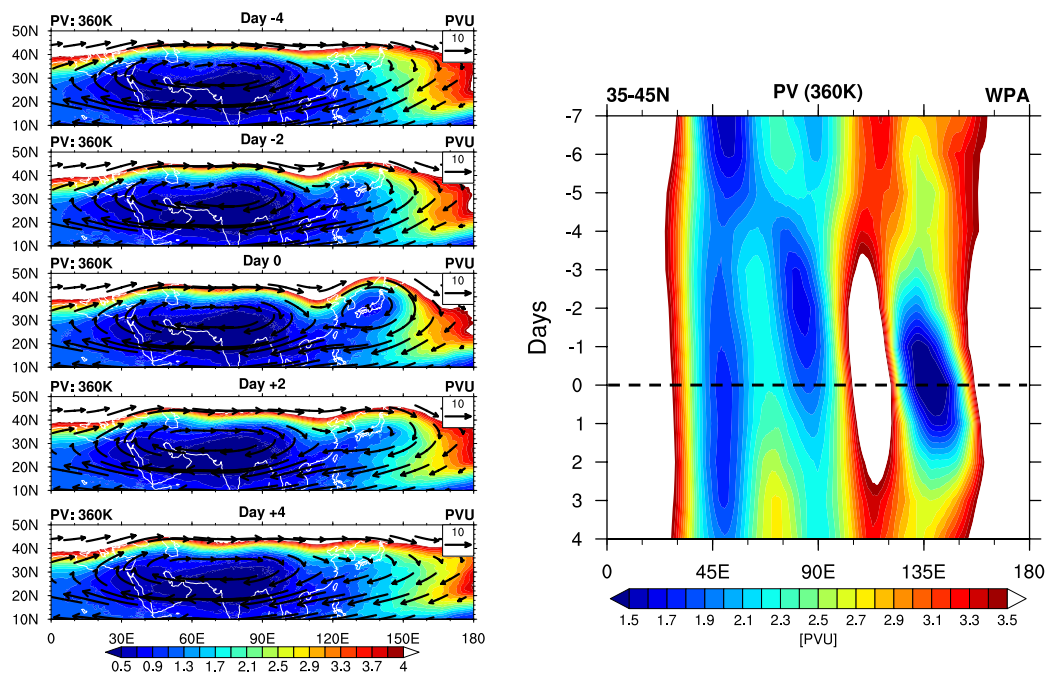 PV: 360K Day -4 PVU
10
50N
40N
30N
20N
10N
PV: 360K Day -2 PVU
10
50N
40N
30N
20N
10N
PV: 360K Day 0 PVU
10
50N
40N
30N
20N
10N
PV: 360K Day +2 PVU
10
50N
40N
30N
20N
10N
PV: 360K Day +4 PVU
10
50N
40N
30N
20N
10N
0 30E 60E 90E 120E 150E 180
0.5 0.9 1.3 1.7 2.1 2.5 2.9 3.3 3.7 4
35-45N PV (360K) WPA
Days
-7
-6
-5
-4
-3
-2
-1
0
1
2
3
4
0 45E 90E 135E 180
1.5 1.7 1.9 2.1 2.3 2.5 2.7 2.9 3.1 3.3 3.5
[PVU]